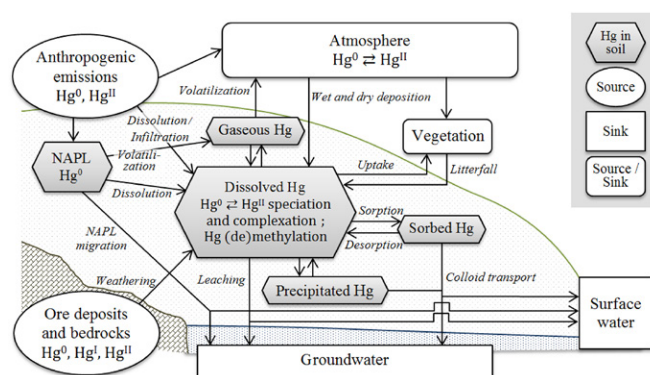 Anthropogenic
emissions
Hg⁰, Hgᴵᴵ
Atmosphere
Hg⁰ ⇄ Hgᴵᴵ
Hg in
soil
Source
Sink
Source /
Sink
Volatilization
Wet and dry deposition
Dissolution/
Infiltration
Gaseous Hg
Vegetation
NAPL
Hg⁰
Volatili-
zation
Dissolution
Uptake
Litterfall
Dissolved Hg
Hg⁰ ⇄ Hgᴵᴵ speciation
and complexation ;
Hg (de)methylation
Sorption
Desorption
Sorbed Hg
NAPL
migration
Weathering
Leaching
Precipitated Hg
Colloid transport
Ore deposits
and bedrocks
Hg⁰, Hgᴵ, Hgᴵᴵ
Surface
water
Groundwater